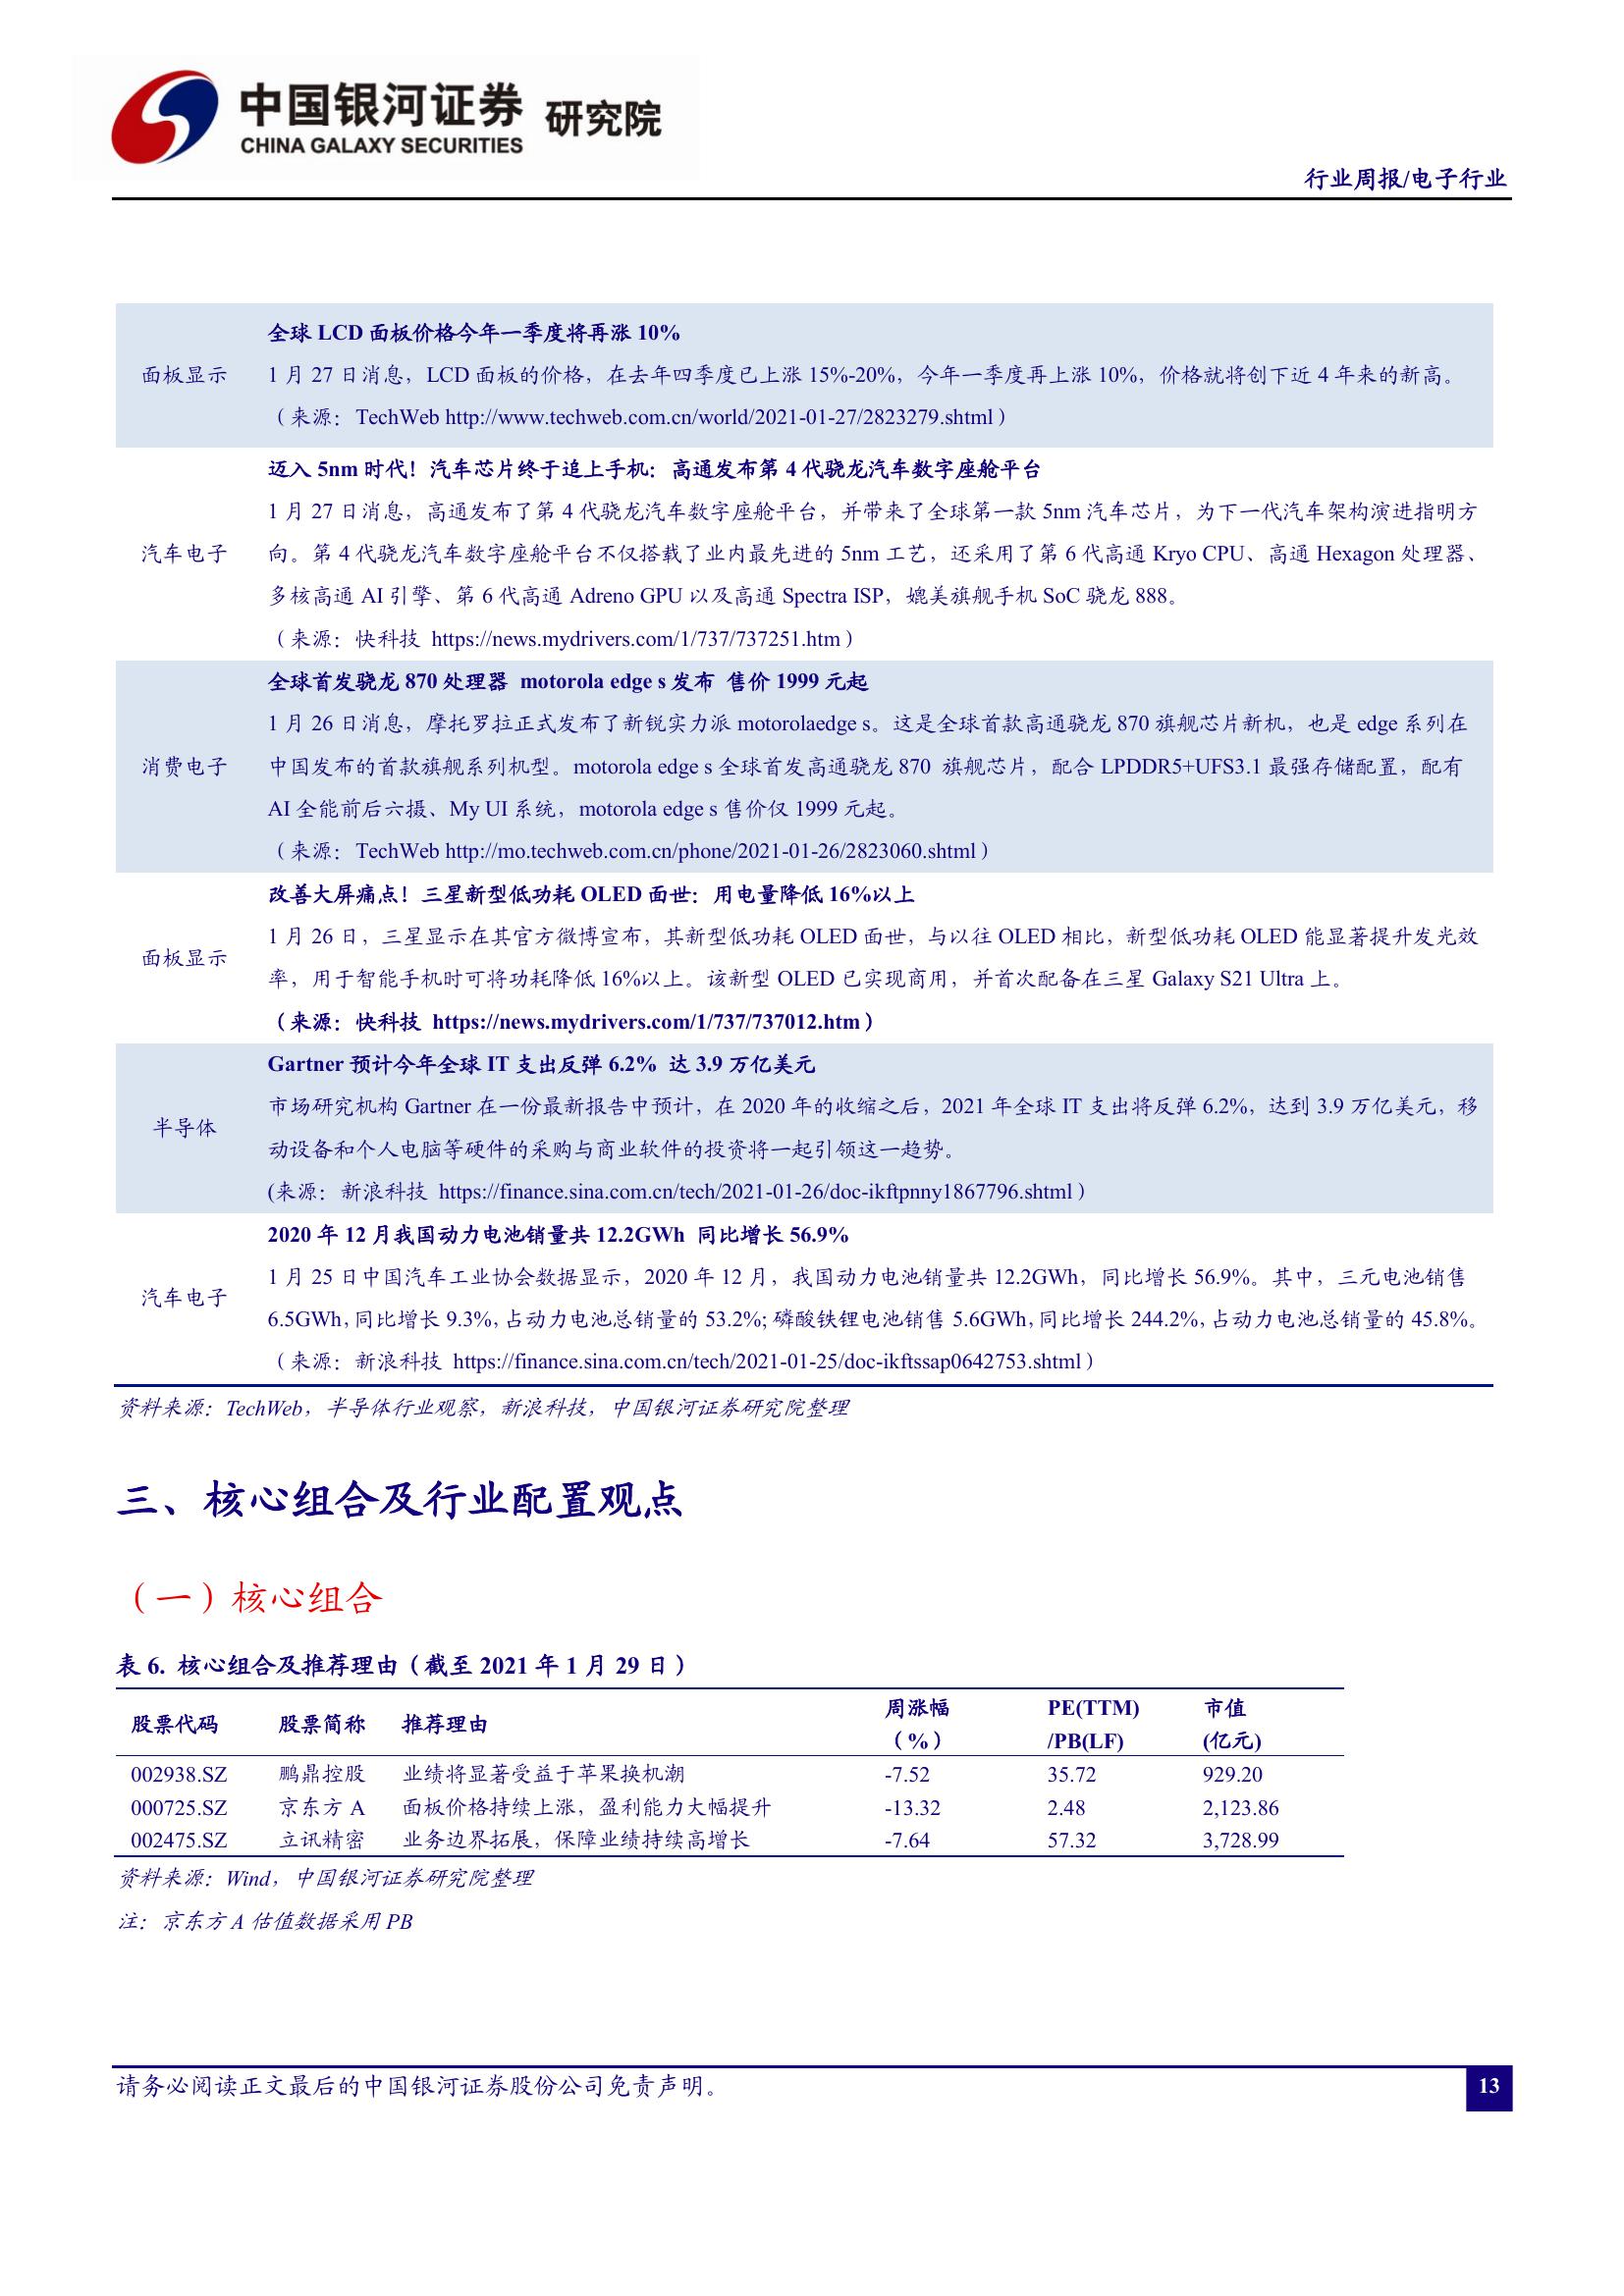 中国银河证券 研究院
CHINA GALAXY SECURITIES
行业周报/电子行业
全球 LCD 面板价格今年一季度将再涨 10%
面板显示
1 月 27 日消息，LCD 面板的价格，在去年四季度已上涨 15%-20%，今年一季度再上涨 10%，价格就将创下近 4 年来的新高。
（来源：TechWeb http://www.techweb.com.cn/world/2021-01-27/2823279.shtml）
迈入 5nm 时代！汽车芯片终于追上手机：高通发布第 4 代骁龙汽车数字座舱平台
1 月 27 日消息，高通发布了第 4 代骁龙汽车数字座舱平台，并带来了全球第一款 5nm 汽车芯片，为下一代汽车架构演进指明方
汽车电子
向。第 4 代骁龙汽车数字座舱平台不仅搭载了业内最先进的 5nm 工艺，还采用了第 6 代高通 Kryo CPU、高通 Hexagon 处理器、
多核高通 AI 引擎、第 6 代高通 Adreno GPU 以及高通 Spectra ISP，媲美旗舰手机 SoC 骁龙 888。
（来源：快科技 https://news.mydrivers.com/1/737/737251.htm）
全球首发骁龙 870 处理器 motorola edge s 发布 售价 1999 元起
1 月 26 日消息，摩托罗拉正式发布了新锐实力派 motorolaedge s。这是全球首款高通骁龙 870 旗舰芯片新机，也是 edge 系列在
消费电子
中国发布的首款旗舰系列机型。motorola edge s 全球首发高通骁龙 870 旗舰芯片，配合 LPDDR5+UFS3.1 最强存储配置，配有
AI 全能前后六摄、My UI 系统，motorola edge s 售价仅 1999 元起。
（来源：TechWeb http://mo.techweb.com.cn/phone/2021-01-26/2823060.shtml）
改善大屏痛点！三星新型低功耗 OLED 面世：用电量降低 16%以上
1 月 26 日，三星显示在其官方微博宣布，其新型低功耗 OLED 面世，与以往 OLED 相比，新型低功耗 OLED 能显著提升发光效
面板显示
率，用于智能手机时可将功耗降低 16%以上。该新型 OLED 已实现商用，并首次配备在三星 Galaxy S21 Ultra 上。
（来源：快科技 https://news.mydrivers.com/1/737/737012.htm）
Gartner 预计今年全球 IT 支出反弹 6.2% 达 3.9 万亿美元
市场研究机构 Gartner 在一份最新报告中预计，在 2020 年的收缩之后，2021 年全球 IT 支出将反弹 6.2%，达到 3.9 万亿美元，移
半导体
动设备和个人电脑等硬件的采购与商业软件的投资将一起引领这一趋势。
(来源：新浪科技 https://finance.sina.com.cn/tech/2021-01-26/doc-ikftpnny1867796.shtml）
2020 年 12 月我国动力电池销量共 12.2GWh 同比增长 56.9%
1 月 25 日中国汽车工业协会数据显示，2020 年 12 月，我国动力电池销量共 12.2GWh，同比增长 56.9%。其中，三元电池销售
汽车电子
6.5GWh，同比增长 9.3%，占动力电池总销量的 53.2%；磷酸铁锂电池销售 5.6GWh，同比增长 244.2%，占动力电池总销量的 45.8%。
（来源：新浪科技 https://finance.sina.com.cn/tech/2021-01-25/doc-ikftssap0642753.shtml）
资料来源：TechWeb，半导体行业观察，新浪科技，中国银河证券研究院整理
三、核心组合及行业配置观点
（一）核心组合
表 6. 核心组合及推荐理由（截至 2021 年 1 月 29 日）
股票代码 股票简称 推荐理由 周涨幅（%） PE(TTM)/PB(LF) 市值(亿元)
002938.SZ 鹏鼎控股 业绩将显著受益于苹果换机潮 -7.52 35.72 929.20
000725.SZ 京东方 A 面板价格持续上涨，盈利能力大幅提升 -13.32 2.48 2,123.86
002475.SZ 立讯精密 业务边界拓展，保障业绩持续高增长 -7.64 57.32 3,728.99
资料来源：Wind，中国银河证券研究院整理
注：京东方 A 估值数据采用 PB
请务必阅读正文最后的中国银河证券股份公司免责声明。
13